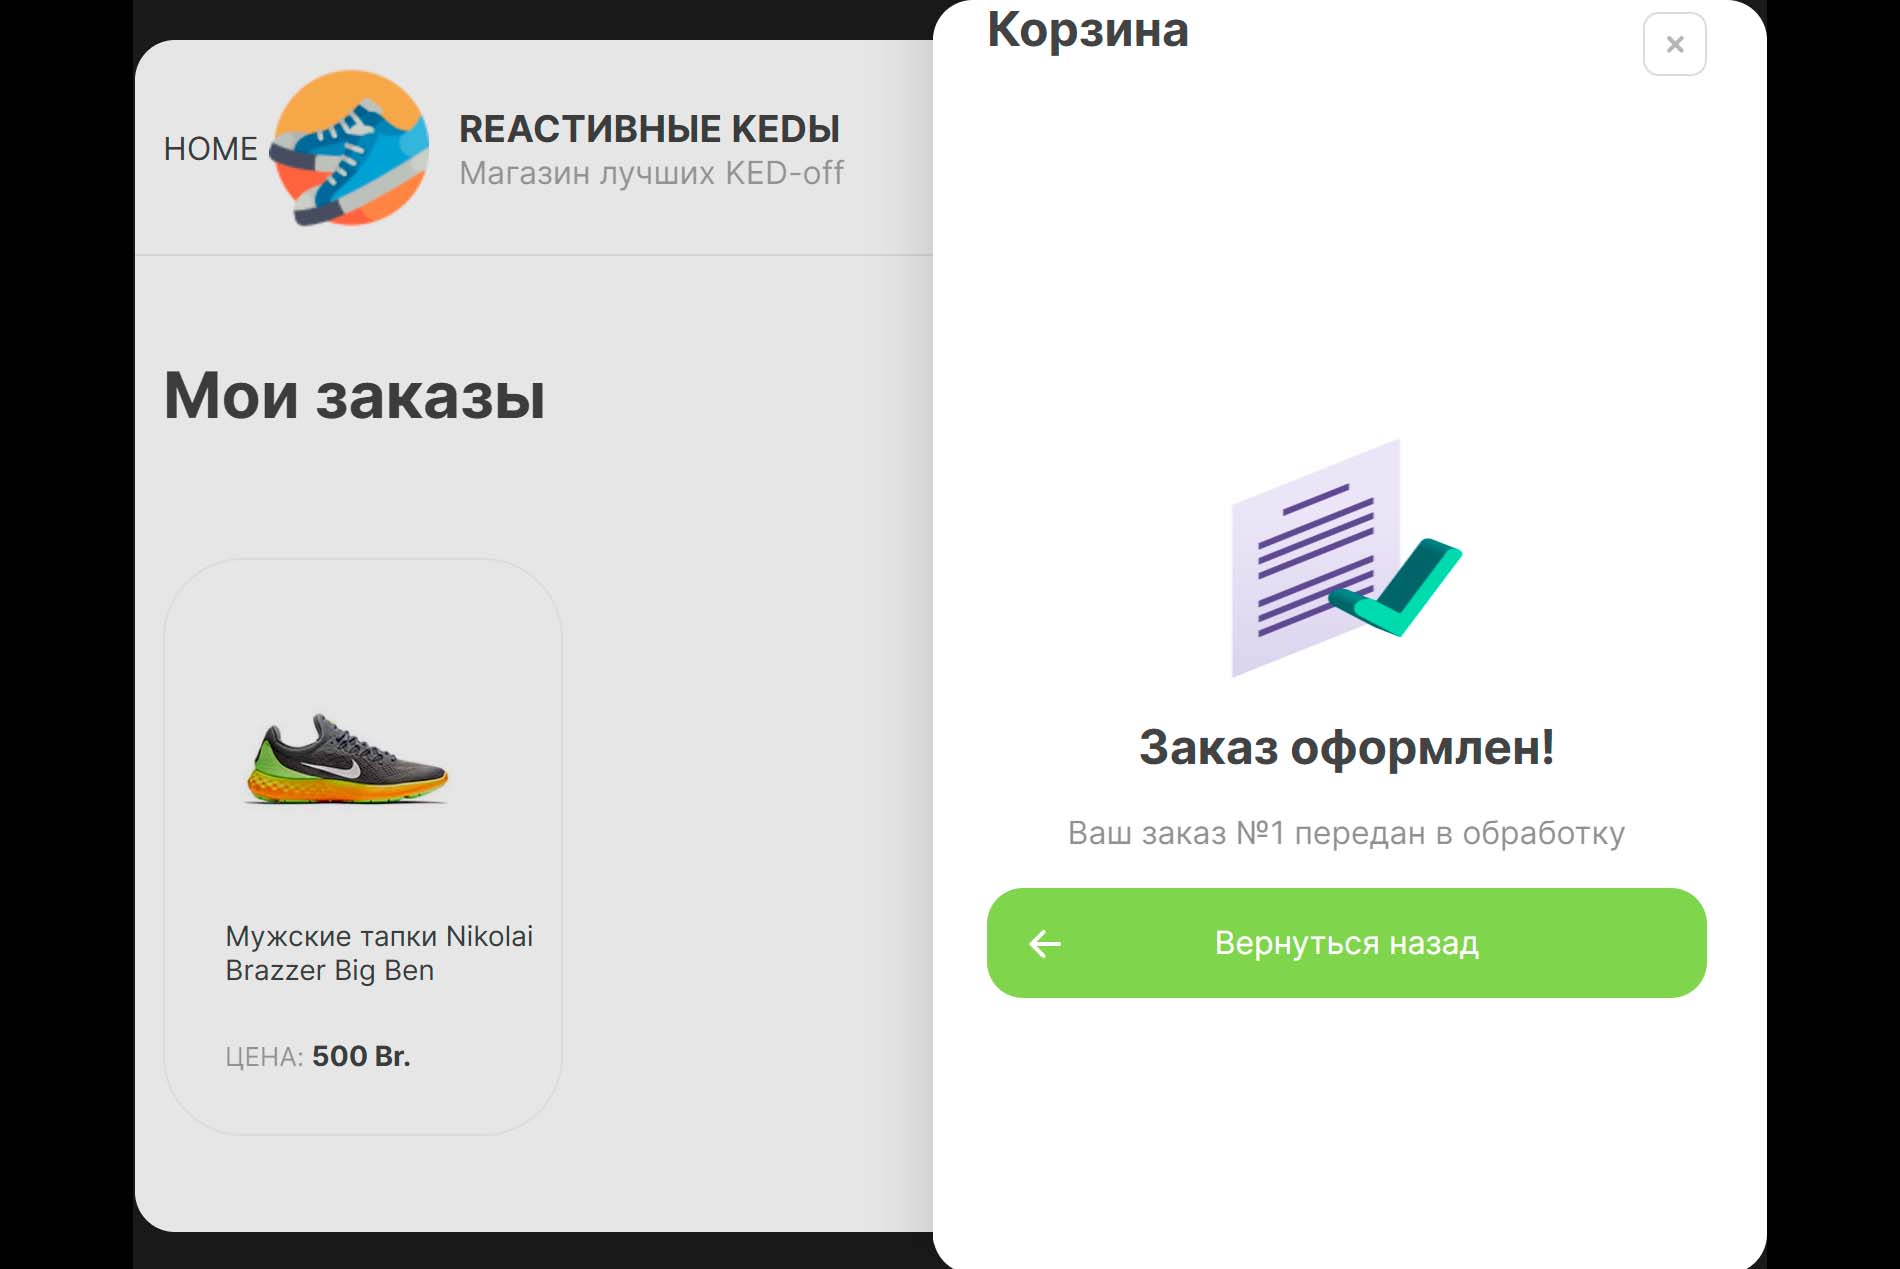 HOME
REАСТИВНЫЕ KEDЫ
Магазин лучших KED-off
Мои заказы
Мужские тапки Nikolai
Brazzer Big Ben
ЦЕНА: 500 Br.
Корзина
Заказ оформлен!
Ваш заказ №1 передан в обработку
Вернуться назад